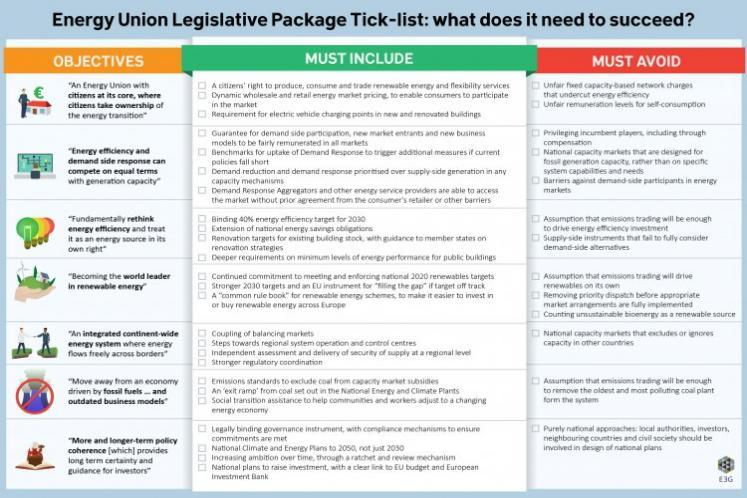 Energy Union Legislative Package Tick-list: what does it need to succeed?
OBJECTIVES
MUST INCLUDE
MUST AVOID
"An Energy Union with
citizens at its core, where
citizens take ownership of
the energy transition"
A citizens' right to produce, consume and trade renewable energy and flexibility services
Dynamic wholesale and retail energy market pricing, to enable consumers to participate
in the market
Requirement for electric vehicle charging points in new and renovated buildings
Unfair fixed capacity-based network charges
that undercut energy efficiency
Unfair remuneration levels for self-consumption
"Energy efficiency and
demand side response can
compete on equal terms
with generation capacity"
Guarantee for demand side participation, new market entrants and new business
models to be fairly remunerated in all markets
Benchmarks for uptake of Demand Response to trigger additional measures if current
policies fall short
Demand reduction and demand response prioritised over supply-side generation in any
capacity mechanisms
Demand Response Aggregators and other energy service providers are able to access
the market without prior agreement from the consumer's retailer or other barriers
Privileging incumbent players, including through
compensation
National capacity markets that are designed for
fossil generation capacity, rather than on specific
system capabilities and needs
Barriers against demand-side participants in energy
markets
"Fundamentally rethink
energy efficiency and treat
it as an energy source in its
own right"
Binding 40% energy efficiency target for 2030
Extension of national energy savings obligations
Renovation targets for existing building stock, with guidance to member states on
renovation strategies
Deeper requirements on minimum levels of energy performance for public buildings
Assumption that emissions trading will be enough
to drive energy efficiency investment
Supply-side instruments that fail to fully consider
demand-side alternatives
"Becoming the world leader
in renewable energy"
Continued commitment to meeting and enforcing national 2020 renewables targets
Stronger 2030 targets and an EU instrument for "filling the gap" if target off track
A "common rule book" for renewable energy schemes, to make it easier to invest in
or buy renewable energy across Europe
Assumption that emissions trading will drive
renewables on its own
Removing priority dispatch before appropriate
market arrangements are fully implemented
Counting unsustainable bioenergy as a renewable source
"An integrated continent-wide
energy system where energy
flows freely across borders"
Coupling of balancing markets
Steps towards regional system operation and control centres
Independent assessment and delivery of security of supply at a regional level
Stronger regulatory coordination
National capacity markets that excludes or ignores
capacity in other countries
"Move away from an economy
driven by fossil fuels ... and
outdated business models"
Emissions standards to exclude coal from capacity market subsidies
An 'exit ramp' from coal set out in the National Energy and Climate Plants
Social transition assistance to help communities and workers adjust to a changing
energy economy
Assumption that emissions trading will be enough
to remove the oldest and most polluting coal plant
form the system
"More and longer-term policy
coherence [which] provides
long term certainty and
guidance for investors"
Legally binding governance instrument, with compliance mechanisms to ensure
commitments are met
National Climate and Energy Plans to 2050, not just 2030
Increasing ambition over time, through a ratchet and review mechanism
National plans to raise investment, with a clear link to EU budget and European
Investment Bank
Purely national approaches: local authorities, investors,
neighbouring countries and civil society should be
involved in design of national plans
E3G